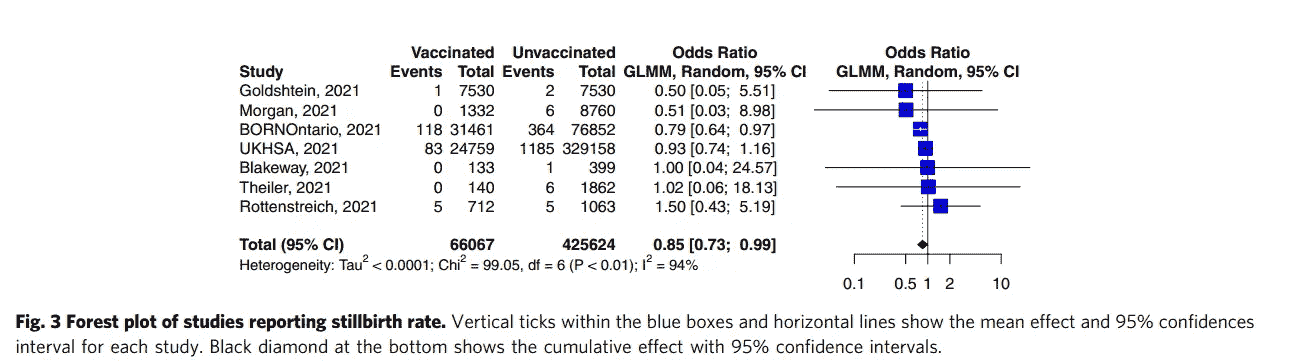 Vaccinated Unvaccinated Odds Ratio Odds Ratio
Study Events Total Events Total GLMM, Random, 95% CI GLMM, Random, 95% CI
Goldshtein, 2021 1 7530 2 7530 0.50 [0.05; 5.51]
Morgan, 2021 0 1332 6 8760 0.51 [0.03; 8.98]
BORNOntario, 2021 118 31461 364 76852 0.79 [0.64; 0.97]
UKHSA, 2021 83 24759 1185 329158 0.93 [0.74; 1.16]
Blakeway, 2021 0 133 1 399 1.00 [0.04; 24.57]
Theiler, 2021 0 140 6 1862 1.02 [0.06; 18.13]
Rottenstreich, 2021 5 712 5 1063 1.50 [0.43; 5.19]
Total (95% CI) 66067 425624 0.85 [0.73; 0.99]
Heterogeneity: Tau² < 0.0001; Chi² = 99.05, df = 6 (P < 0.01); I² = 94%
0.1 0.5 1 2 10
Fig. 3 Forest plot of studies reporting stillbirth rate. Vertical ticks within the blue boxes and horizontal lines show the mean effect and 95% confidences
interval for each study. Black diamond at the bottom shows the cumulative effect with 95% confidence intervals.